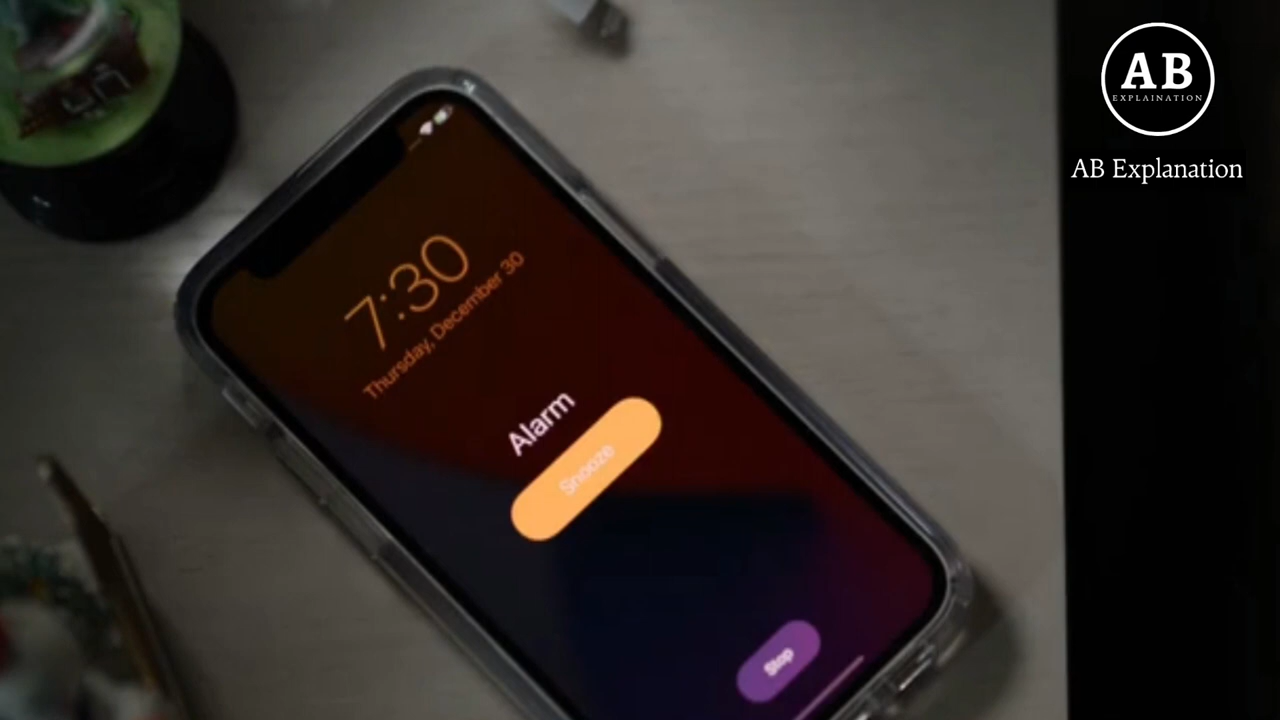 7:30
Thursday, December 30
Alarm
Snooze
Stop
AB
EXPLAINATION
AB Explanation